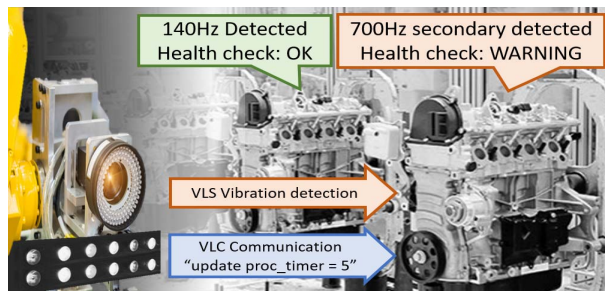 140Hz Detected
Health check: OK
700Hz secondary detected
Health check: WARNING
VLS Vibration detection
VLC Communication
“update proc_timer = 5”